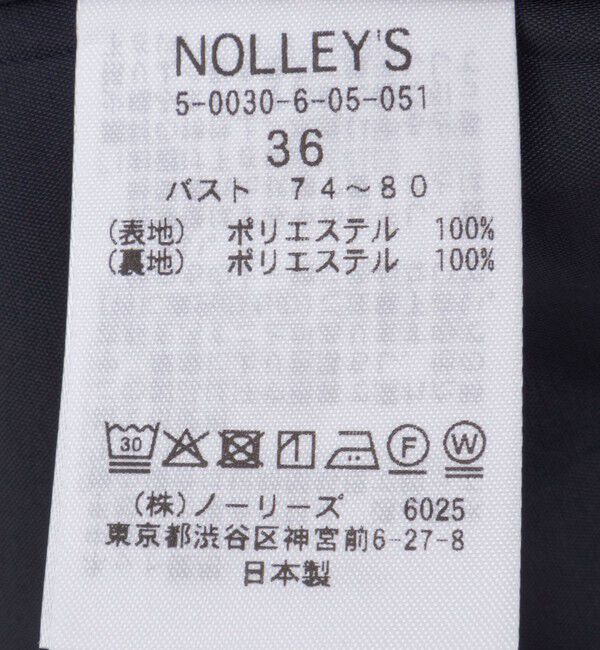 NOLLEY'S
5-0030-6-05-051
36
バスト 74～80
(表地) ポリエステル 100%
(裏地) ポリエステル 100%
30 F W
(株)ノーリーズ 6025
東京都渋谷区神宮前6-27-8
日本製